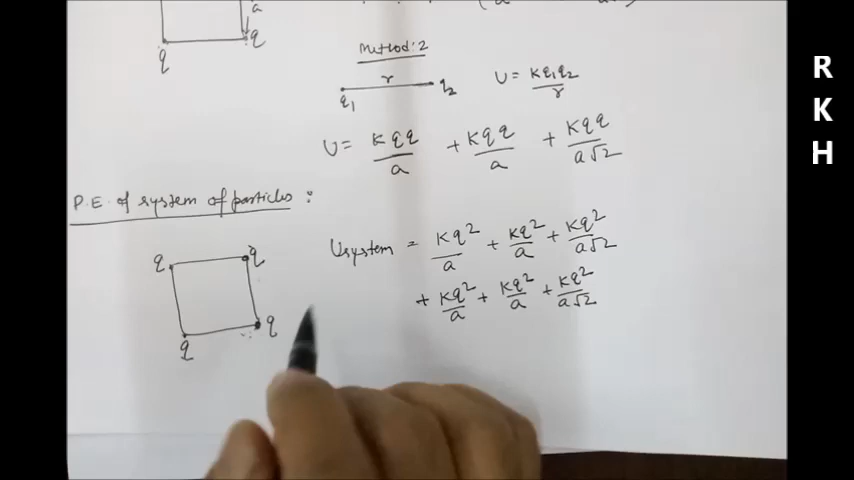 a
q
q
Method: 2
r
q₁
q₂
U = Kq₁q₂/r
U = Kqq/a + Kqq/a + Kqq/a√2
P.E. of system of particles :
q
q
q
q
Usystem = Kq²/a + Kq²/a + Kq²/a√2
+ Kq²/a + Kq²/a + Kq²/a√2
R
K
H